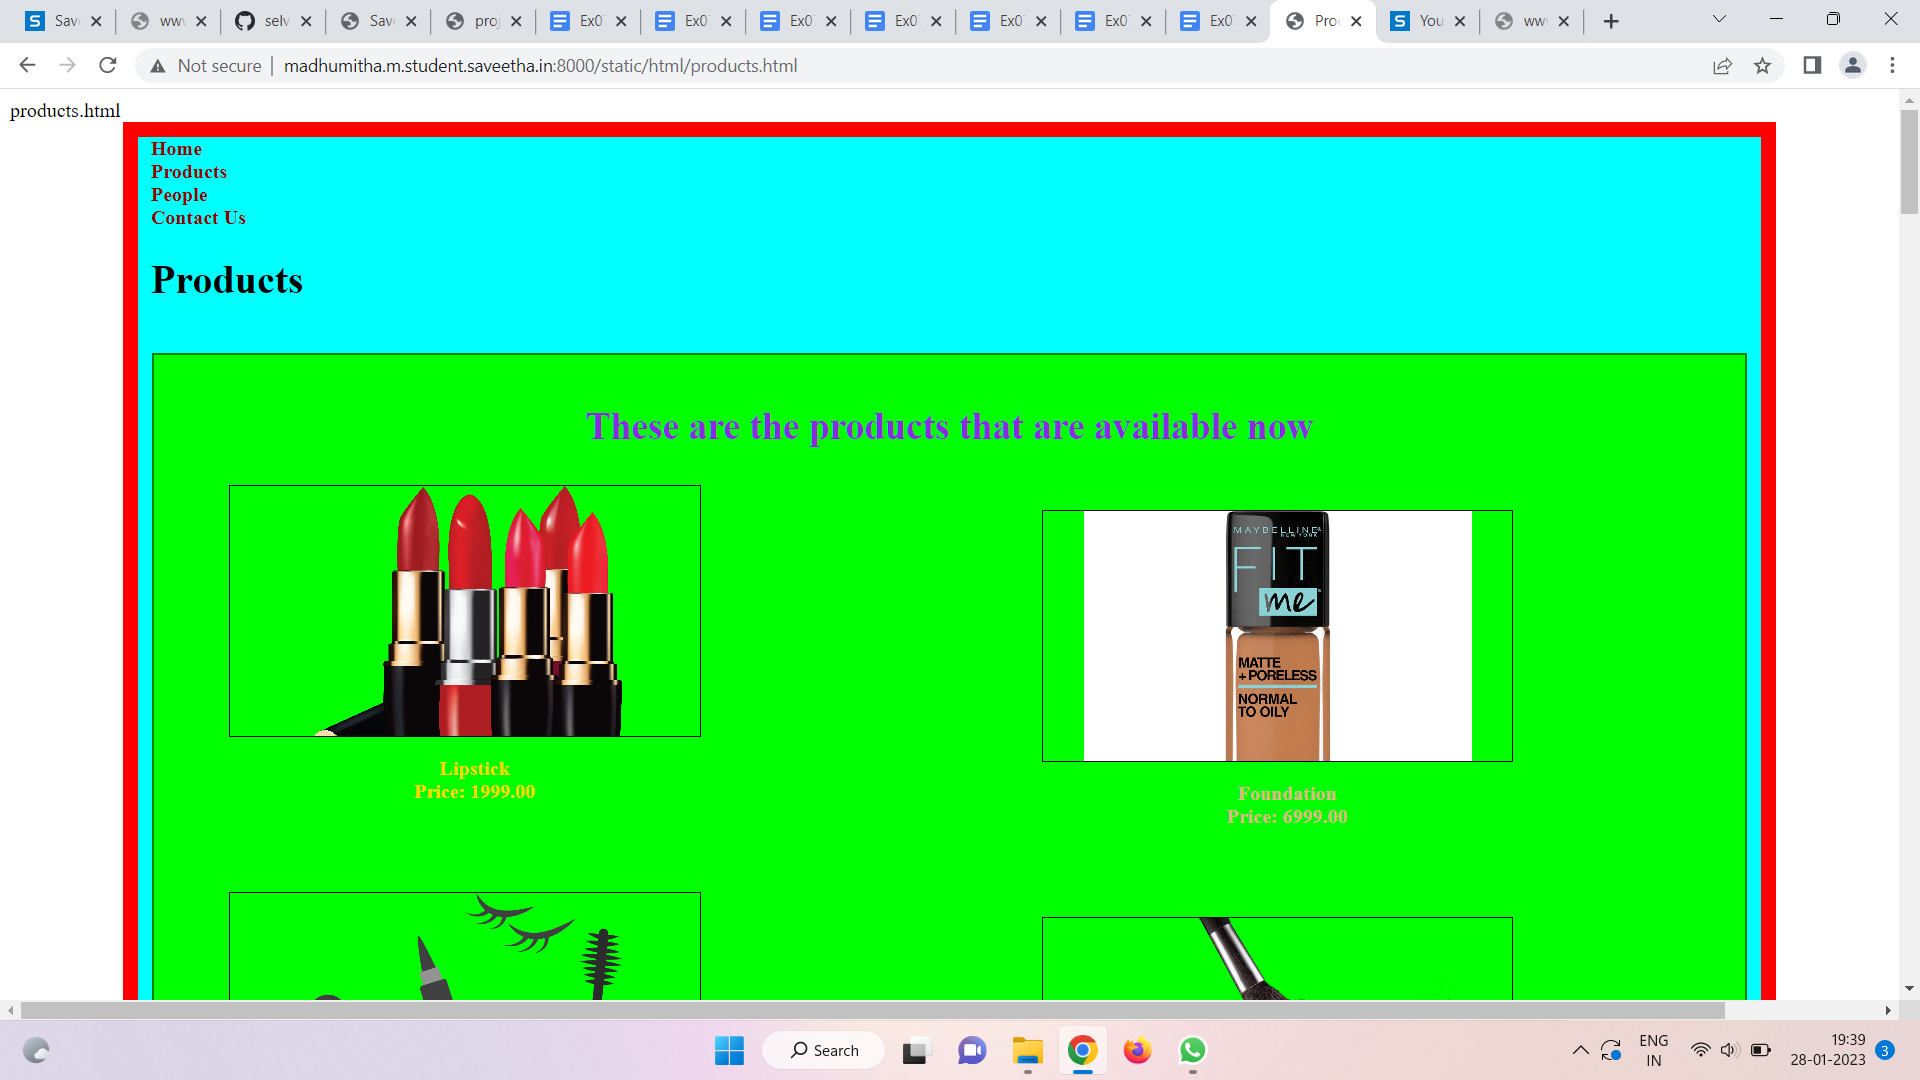 Sav
ww
selv
Sav
proj
Ex0
Ex0
Ex0
Ex0
Ex0
Ex0
Ex0
Pro
You
ww
Not secure
madhumitha.m.student.saveetha.in:8000/static/html/products.html
products.html
Home
Products
People
Contact Us
Products
These are the products that are available now
MAYBELLINE
NEW YORK
FIT
me
MATTE
+ PORELESS
NORMAL
TO OILY
Lipstick
Price: 1999.00
Foundation
Price: 6999.00
Search
ENG
IN
19:39
28-01-2023
3